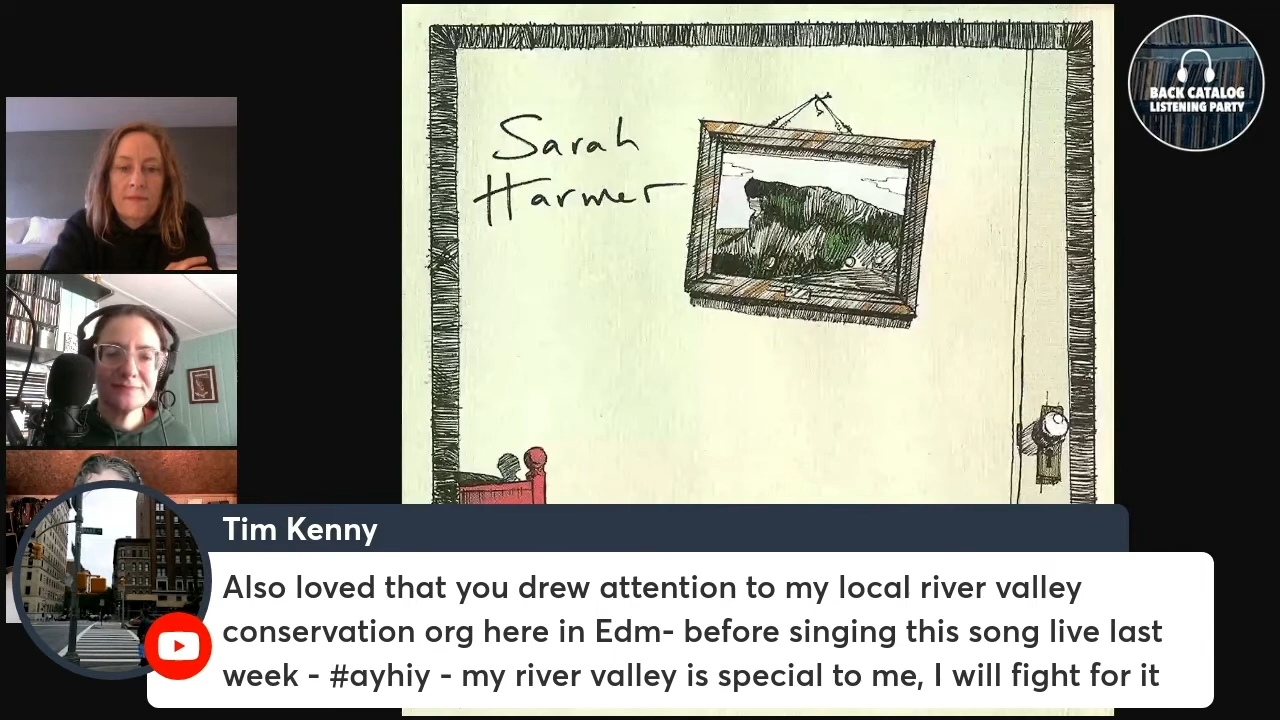 BACK CATALOG
LISTENING PARTY
Sarah
Harmer
Tim Kenny
Also loved that you drew attention to my local river valley
conservation org here in Edm- before singing this song live last
week - #ayhiy - my river valley is special to me, I will fight for it